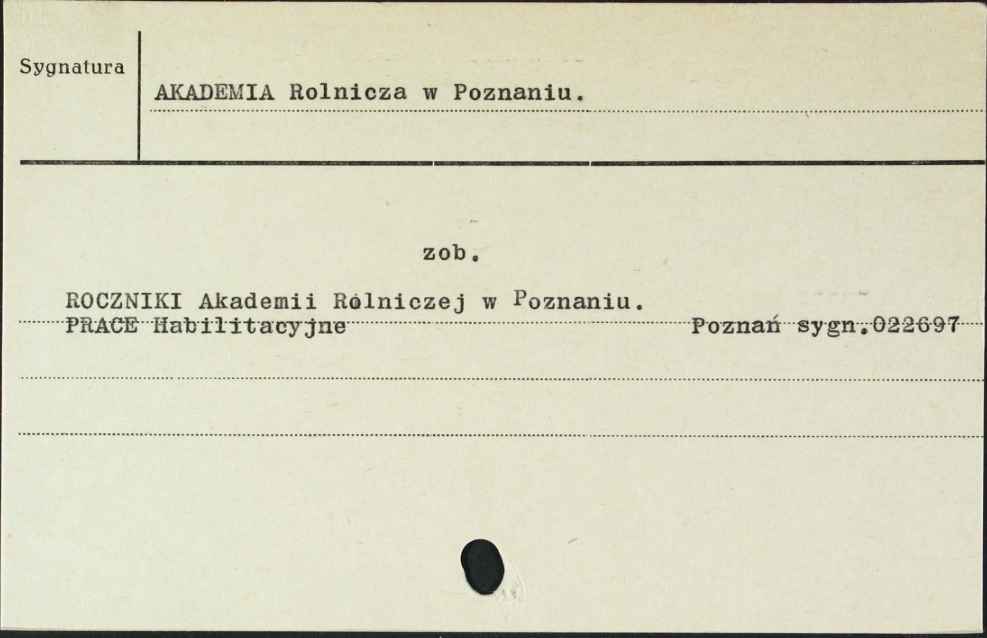 Sygnatura
AKADEMIA Rolnicza w Poznaniu.
zob.
ROCZNIKI Akademii Rolniczej w Poznaniu.
PRACE Habilitacyjne Poznań sygn.022697